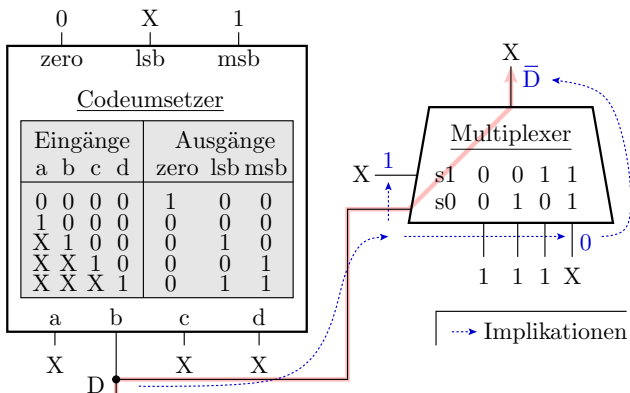 0 X 1
zero lsb msb
Codeumsetzer
Eingänge Ausgänge
a b c d zero lsb msb
0 0 0 0 1 0 0
1 0 0 0 0 0 0
X 1 0 0 0 1 0
X X 1 0 0 0 1
X X X 1 0 1 1
a b c d
X X X
D
X
D̅
Multiplexer
X 1 s1 0 0 1 1
s0 0 1 0 1
0
1 1 1 X
Implikationen